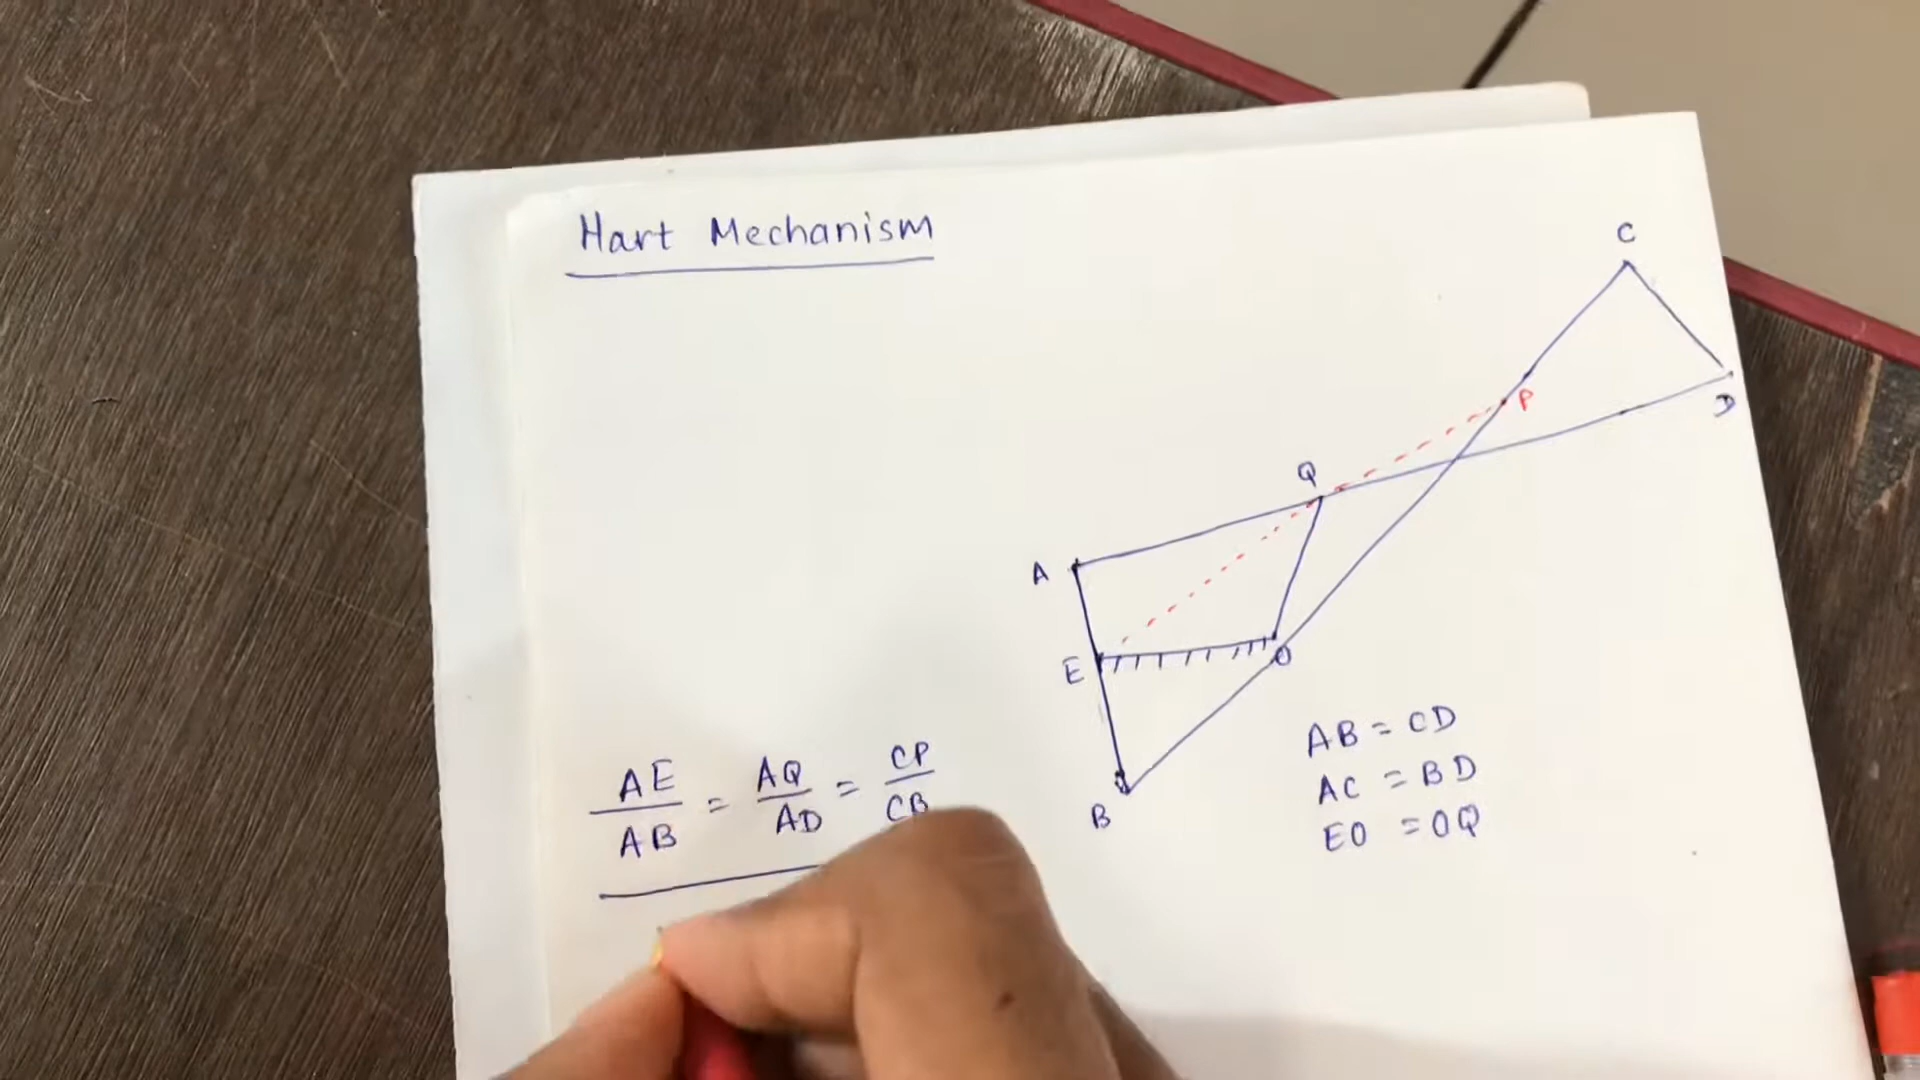 Hart Mechanism
C
P
D
Q
A
E
O
B
AE/AB = AQ/AD = CP/CB
AB = CD
AC = BD
EO = OQ